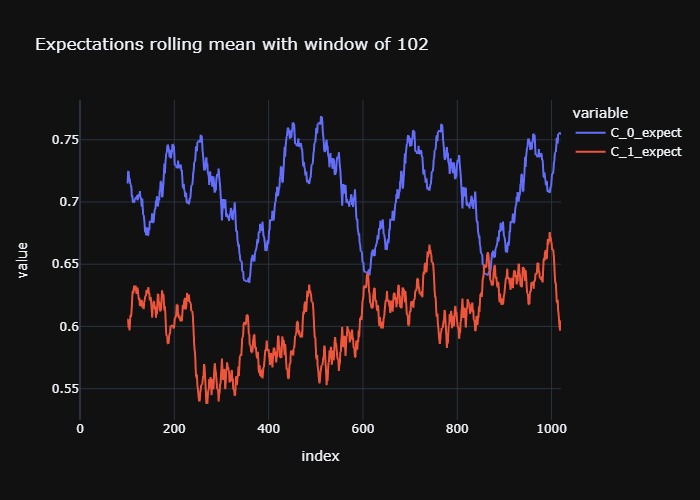 Expectations rolling mean with window of 102
variable
C_0_expect
C_1_expect
0.75
0.7
0.65
0.6
0.55
value
0 200 400 600 800 1000
index